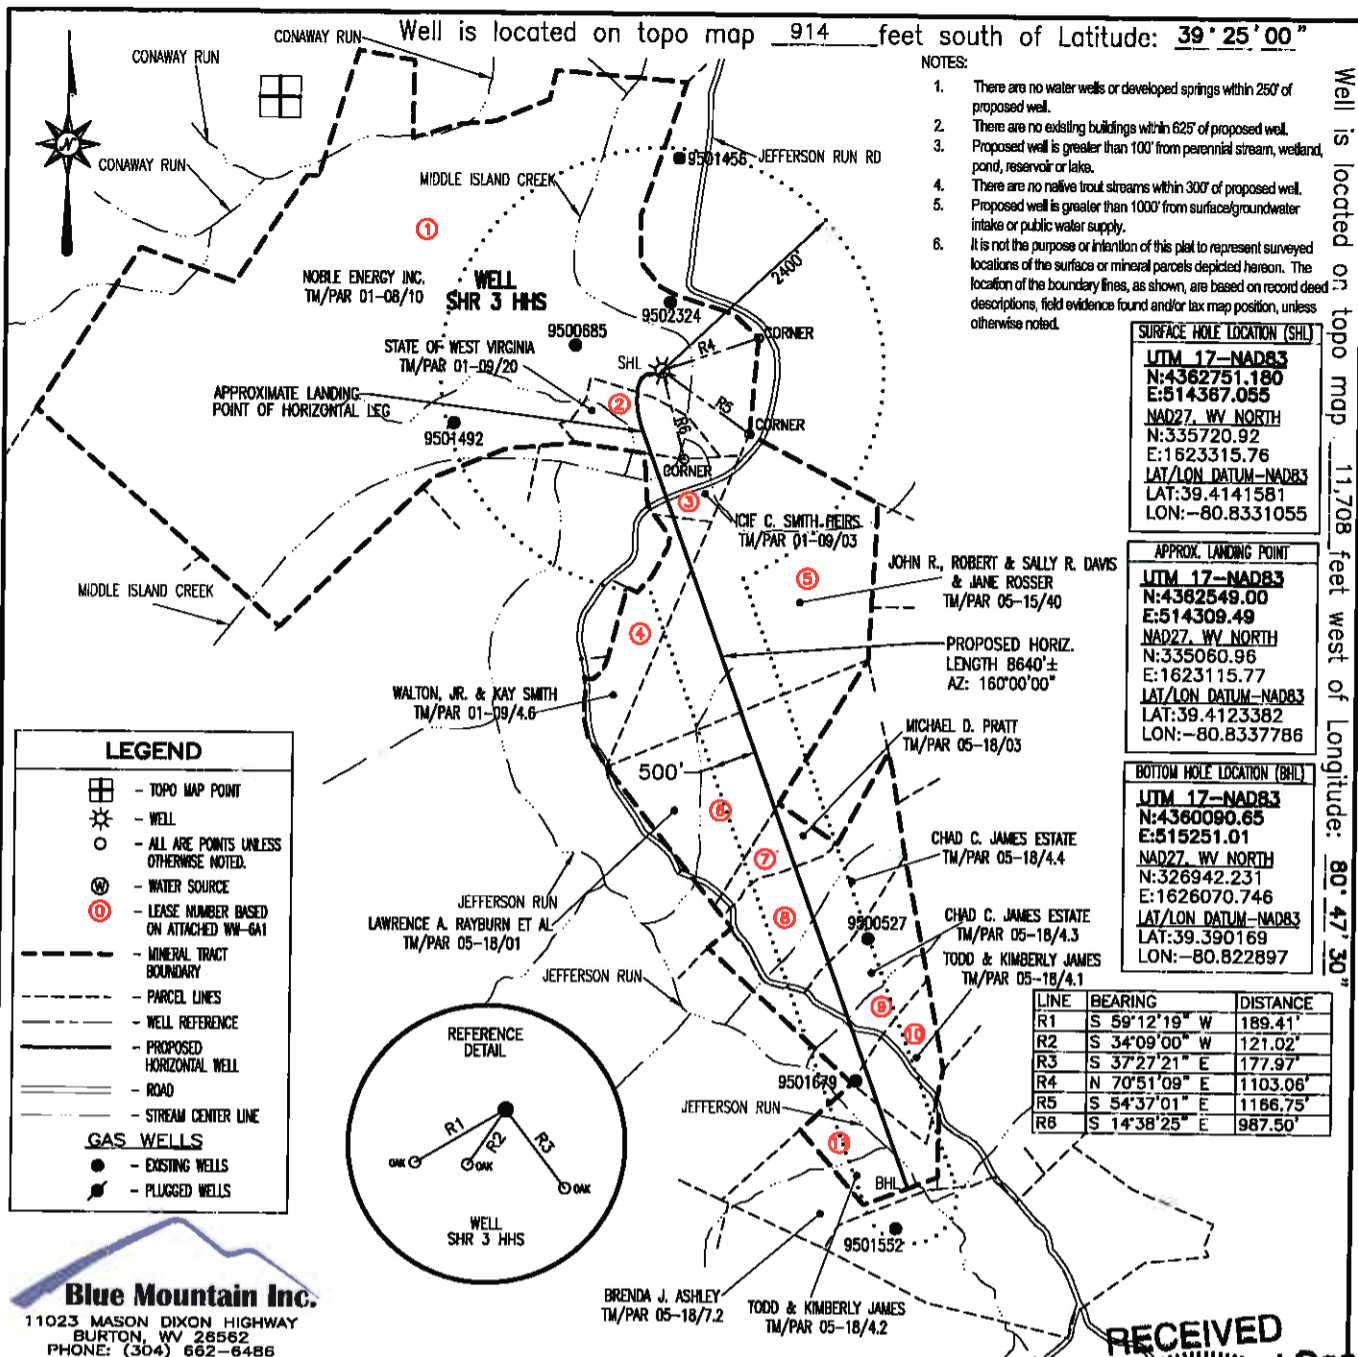 Well is located on topo map 914 feet south of Latitude: 39°25'00"
Well is located on topo map 11,708 feet west of Longitude: 80°47'30"
NOTES:
1. There are no water wells or developed springs within 250' of
proposed well.
2. There are no existing buildings within 625' of proposed well.
3. Proposed well is greater than 100' from perennial stream, wetland,
pond, reservoir or lake.
4. There are no native trout streams within 300' of proposed well.
5. Proposed well is greater than 1000' from surface/groundwater
intake or public water supply.
6. It is not the purpose or intention of this plat to represent surveyed
locations of the surface or mineral parcels depicted hereon. The
location of the boundary lines, as shown, are based on record deed
descriptions, field evidence found and/or tax map position, unless
otherwise noted.
CONAWAY RUN
CONAWAY RUN
CONAWAY RUN
N
MIDDLE ISLAND CREEK
9501456
JEFFERSON RUN RD
1
NOBLE ENERGY INC.
TM/PAR 01-08/10
WELL
SHR 3 HHS
2400'
9502324
9500685
STATE OF WEST VIRGINIA
TM/PAR 01-09/20
SHL
R4
CORNER
APPROXIMATE LANDING
POINT OF HORIZONTAL LEG
2
R5
R6
9501492
CORNER
CORNER
3
ICIE C. SMITH HEIRS
TM/PAR 01-09/03
MIDDLE ISLAND CREEK
5
JOHN R., ROBERT & SALLY R. DAVIS
& JANE ROSSER
TM/PAR 05-15/40
4
PROPOSED HORIZ.
LENGTH 8640'±
AZ: 160°00'00"
WALTON, JR. & KAY SMITH
TM/PAR 01-09/4.6
MICHAEL D. PRATT
TM/PAR 05-18/03
500'
6
7
CHAD C. JAMES ESTATE
TM/PAR 05-18/4.4
JEFFERSON RUN
8
LAWRENCE A. RAYBURN ET AL
TM/PAR 05-18/01
9500527
CHAD C. JAMES ESTATE
TM/PAR 05-18/4.3
JEFFERSON RUN
TODD & KIMBERLY JAMES
TM/PAR 05-18/4.1
9
10
9501679
JEFFERSON RUN
11
BHL
9501552
BRENDA J. ASHLEY
TM/PAR 05-18/7.2
TODD & KIMBERLY JAMES
TM/PAR 05-18/4.2
SURFACE HOLE LOCATION (SHL)
UTM 17-NAD83
N:4362751.180
E:514367.055
NAD27, WV NORTH
N:335720.92
E:1623315.76
LAT/LON DATUM-NAD83
LAT:39.4141581
LON:-80.8331055
APPROX. LANDING POINT
UTM 17-NAD83
N:4362549.00
E:514309.49
NAD27, WV NORTH
N:335060.96
E:1623115.77
LAT/LON DATUM-NAD83
LAT:39.4123382
LON:-80.8337786
BOTTOM HOLE LOCATION (BHL)
UTM 17-NAD83
N:4360090.65
E:515251.01
NAD27, WV NORTH
N:326942.231
E:1626070.746
LAT/LON DATUM-NAD83
LAT:39.390169
LON:-80.822897
LINE BEARING DISTANCE
R1 S 59°12'19" W 189.41'
R2 S 34°09'00" W 121.02'
R3 S 37°27'21" E 177.97'
R4 N 70°51'09" E 1103.06'
R5 S 54°37'01" E 1166.75'
R6 S 14°38'25" E 987.50'
LEGEND
- TOPO MAP POINT
- WELL
- ALL ARE POINTS UNLESS
OTHERWISE NOTED.
W - WATER SOURCE
0 - LEASE NUMBER BASED
ON ATTACHED WW-6A1
- MINERAL TRACT
BOUNDARY
- PARCEL LINES
- WELL REFERENCE
- PROPOSED
HORIZONTAL WELL
- ROAD
- STREAM CENTER LINE
GAS WELLS
- EXISTING WELLS
- PLUGGED WELLS
REFERENCE
DETAIL
R1
R2
R3
OAK
OAK
OAK
WELL
SHR 3 HHS
Blue Mountain Inc.
11023 MASON DIXON HIGHWAY
BURTON, WV 26562
PHONE: (304) 662-6486
RECEIVED